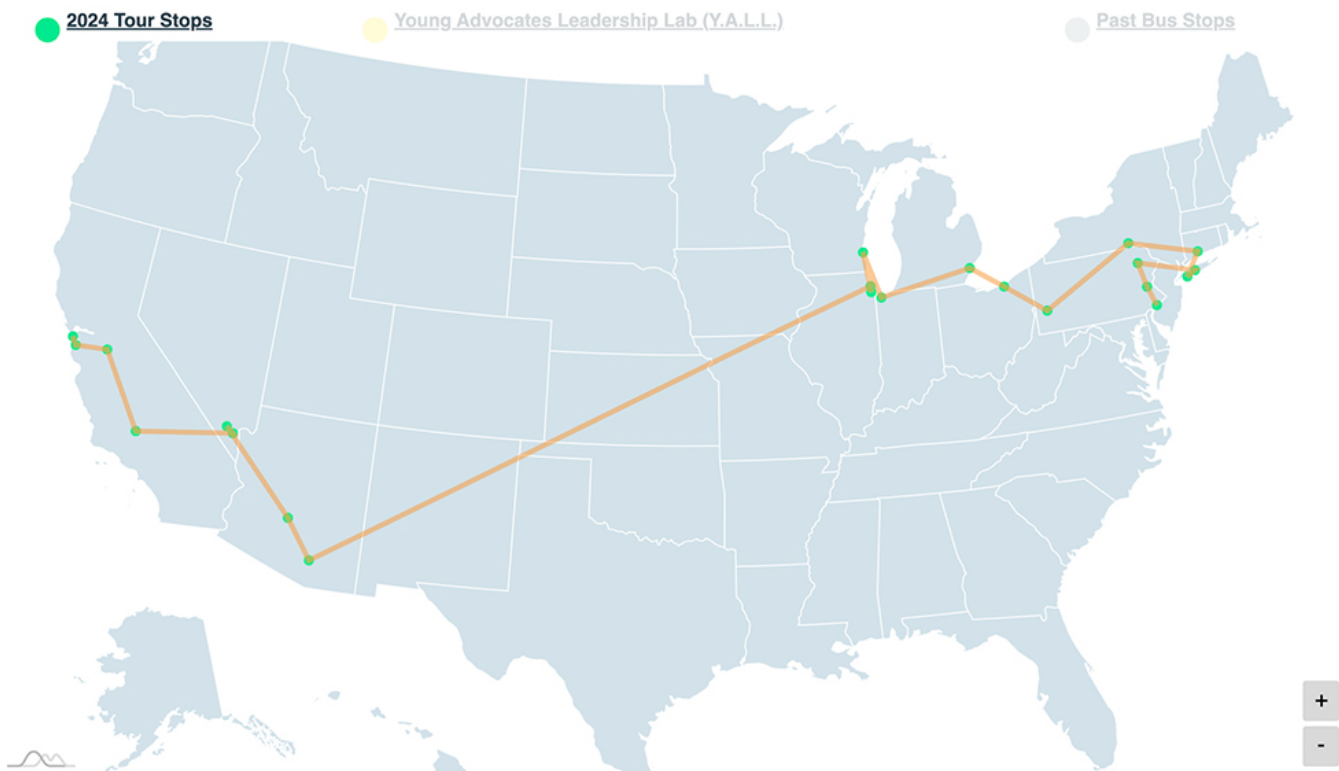 2024 Tour Stops
Young Advocates Leadership Lab (Y.A.L.L.)
Past Bus Stops
+
-